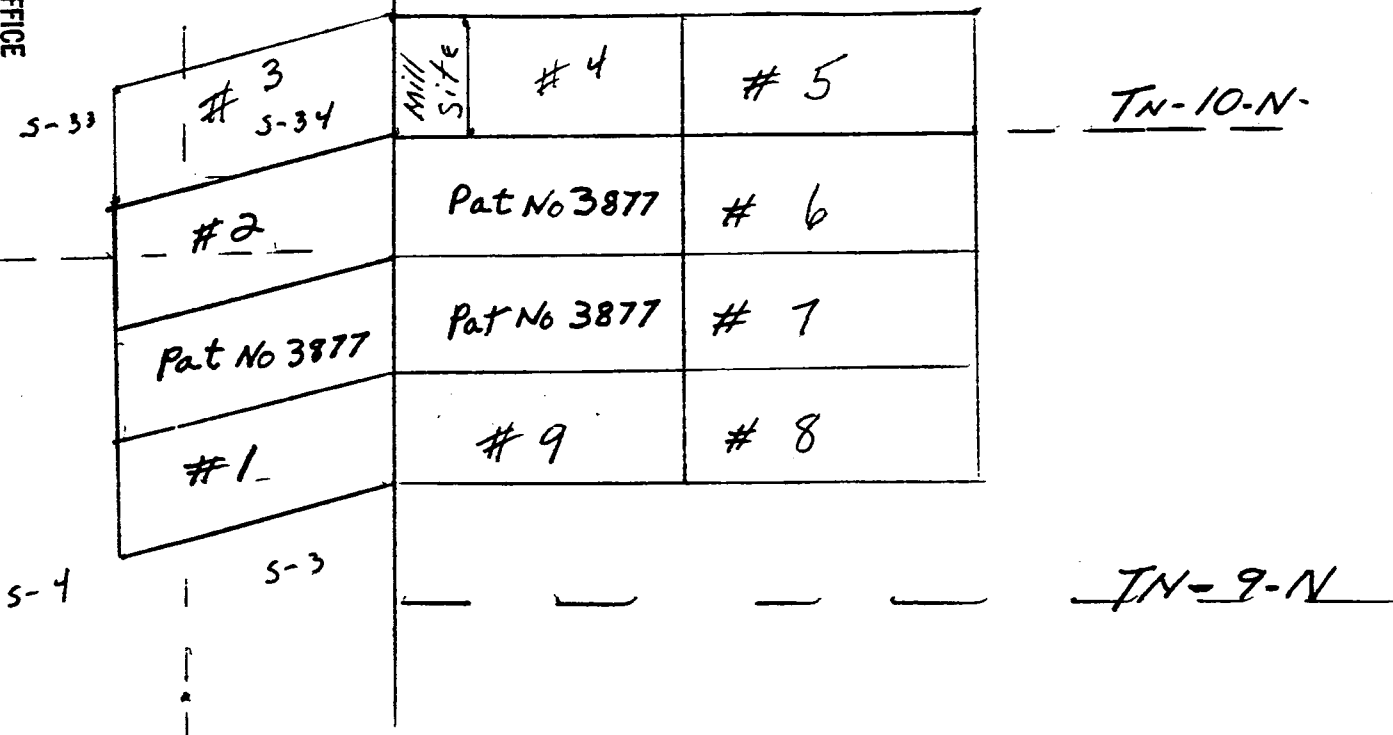 FFICE
S-33
# 3
S-34
Mill
Site
# 4
# 5
TN-10-N-
#2
Pat No 3877
# 6
Pat No 3877
Pat No 3877
# 7
#1
# 9
# 8
S-4
S-3
TN-9-N